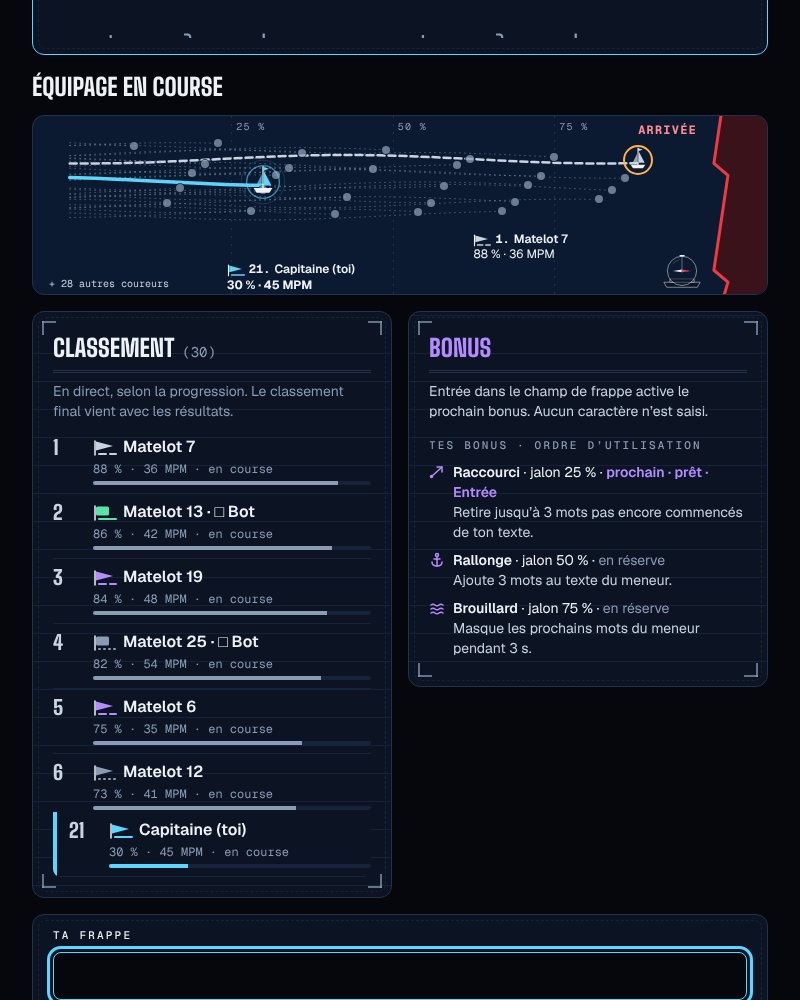 ÉQUIPAGE EN COURSE
25 %
50 %
75 %
ARRIVÉE
1. Matelot 7
88 % · 36 MPM
21. Capitaine (toi)
30 % · 45 MPM
+ 28 autres coureurs
CLASSEMENT (30)
En direct, selon la progression. Le classement
final vient avec les résultats.
1 Matelot 7
88 % · 36 MPM · en course
2 Matelot 13 · □ Bot
86 % · 42 MPM · en course
3 Matelot 19
84 % · 48 MPM · en course
4 Matelot 25 · □ Bot
82 % · 54 MPM · en course
5 Matelot 6
75 % · 35 MPM · en course
6 Matelot 12
73 % · 41 MPM · en course
21 Capitaine (toi)
30 % · 45 MPM · en course
BONUS
Entrée dans le champ de frappe active le
prochain bonus. Aucun caractère n’est saisi.
TES BONUS · ORDRE D'UTILISATION
Raccourci · jalon 25 % · prochain · prêt ·
Entrée
Retire jusqu’à 3 mots pas encore commencés
de ton texte.
Rallonge · jalon 50 % · en réserve
Ajoute 3 mots au texte du meneur.
Brouillard · jalon 75 % · en réserve
Masque les prochains mots du meneur
pendant 3 s.
TA FRAPPE